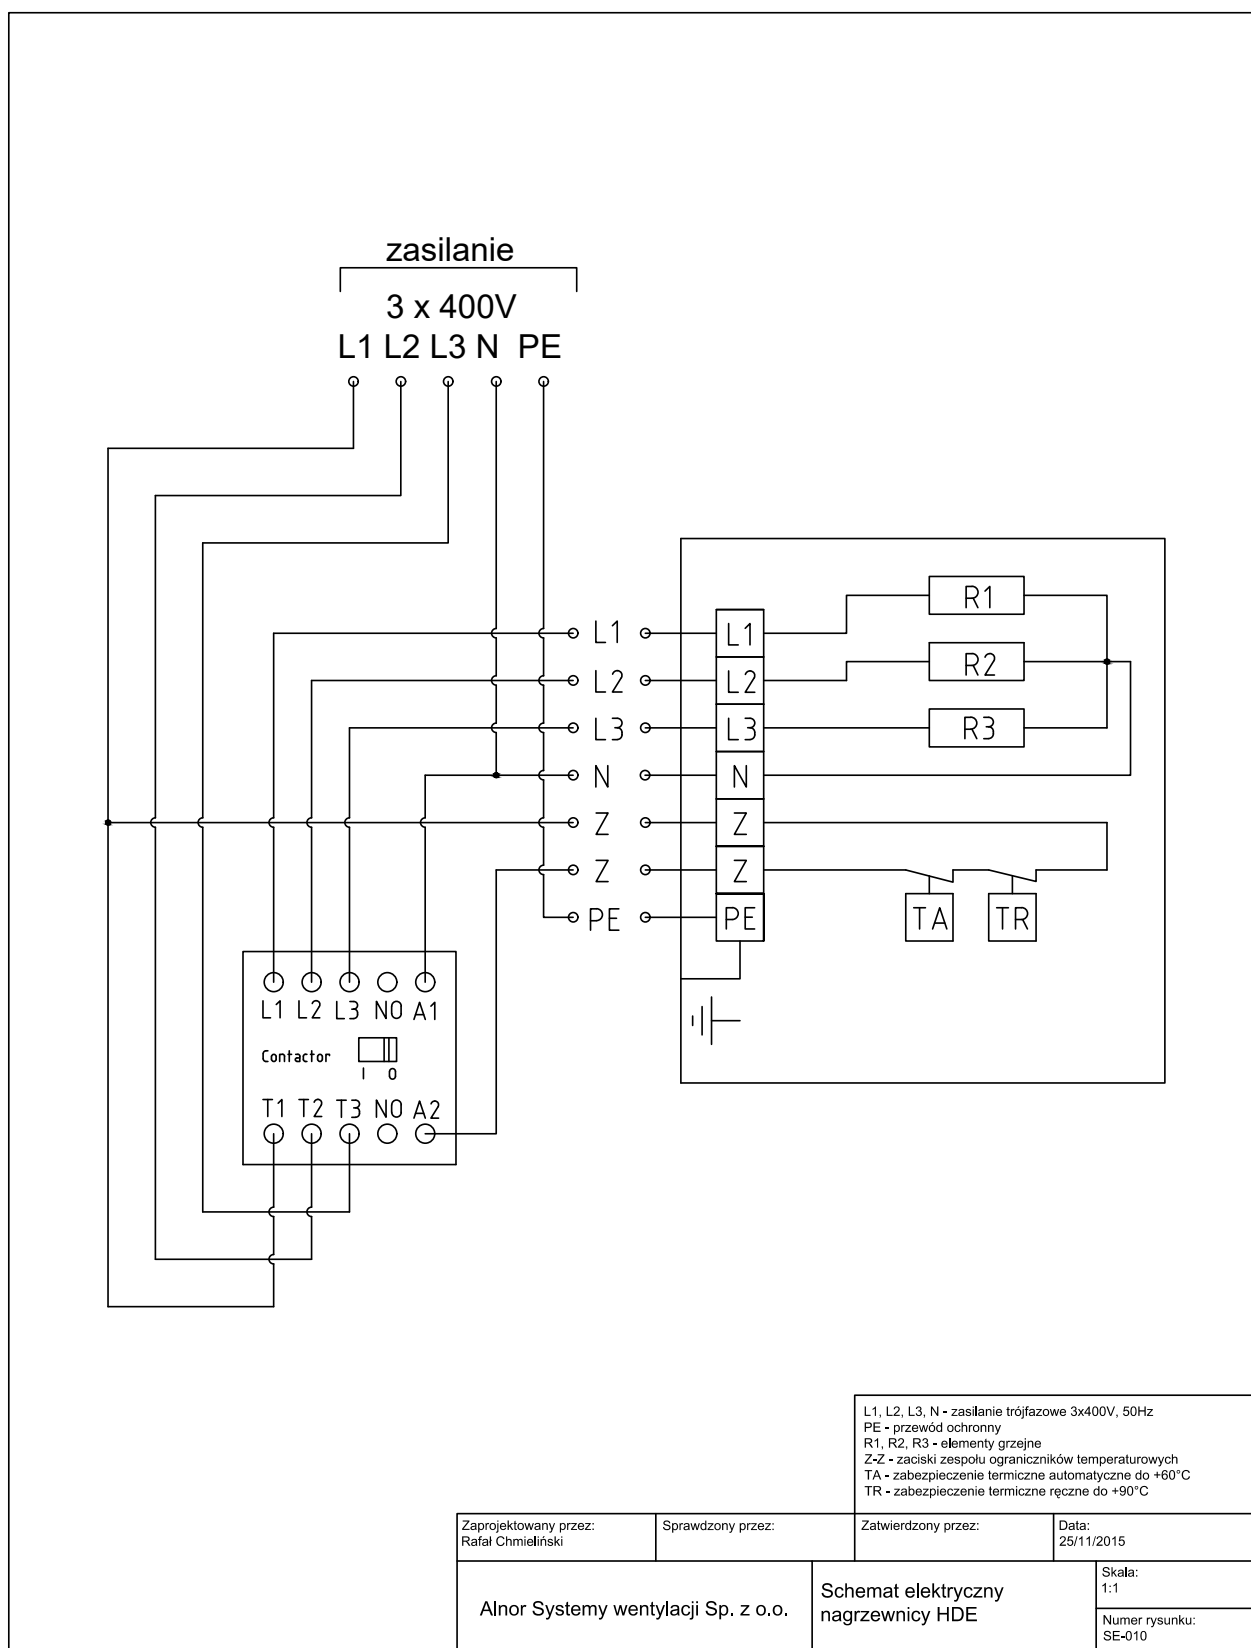 zasilanie
3 x 400V
L1 L2 L3 N PE
R1
L1 L1
R2
L2 L2
L3 L3 R3
N N
Z Z
Z Z
PE PE TA TR
L1 L2 L3 NO A1
Contactor
I 0
T1 T2 T3 NO A2
L1, L2, L3, N - zasilanie trójfazowe 3x400V, 50Hz
PE - przewód ochronny
R1, R2, R3 - elementy grzejne
Z-Z - zaciski zespołu ograniczników temperaturowych
TA - zabezpieczenie termiczne automatyczne do +60°C
TR - zabezpieczenie termiczne ręczne do +90°C
Zaprojektowany przez:
Rafał Chmieliński
Sprawdzony przez:
Zatwierdzony przez:
Data:
25/11/2015
Alnor Systemy wentylacji Sp. z o.o.
Schemat elektryczny
nagrzewnicy HDE
Skala:
1:1
Numer rysunku:
SE-010